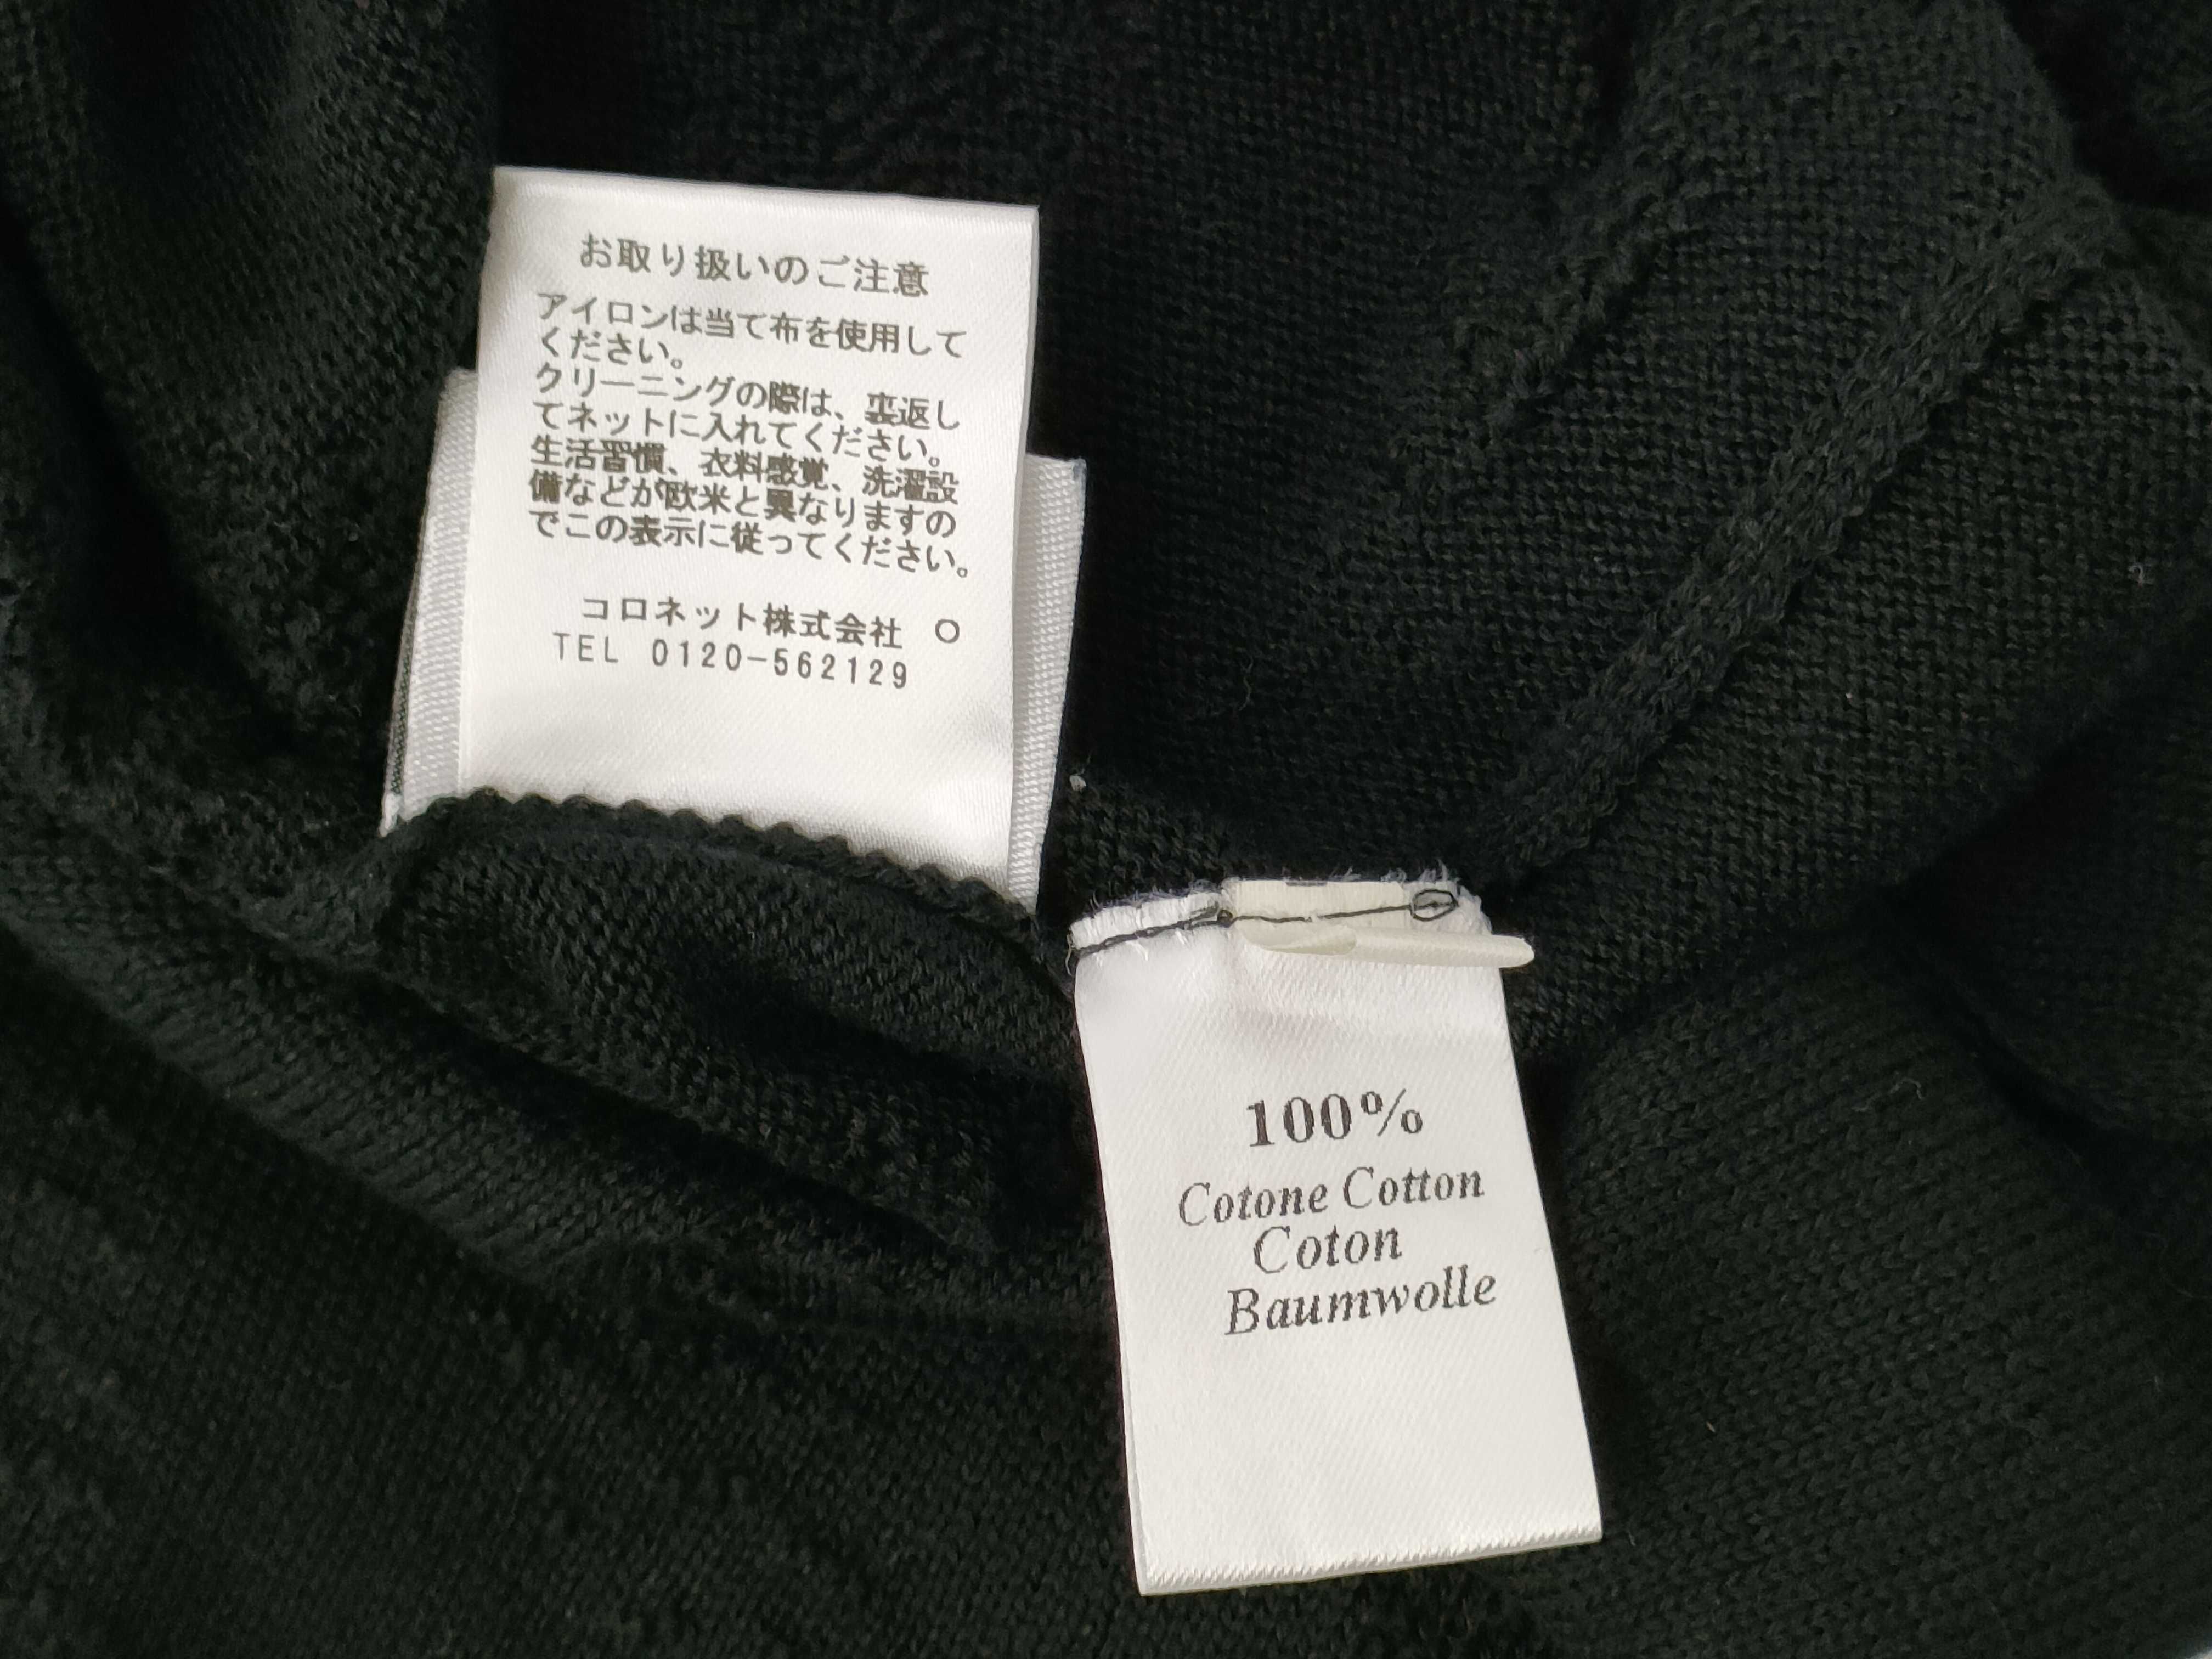 お取り扱いのご注意
アイロンは当て布を使用して
ください。
クリーニングの際は、裏返し
てネットに入れてください。
生活習慣、衣料感覚、洗濯設
備などが欧米と異なりますの
でこの表示に従ってください。
コロネット株式会社 〇
TEL 0120-562129
100%
Cotone Cotton
Coton
Baumwolle